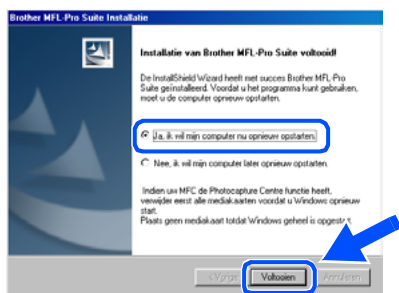 Brother MFL-Pro Suite Installatie
Installatie van Brother MFL-Pro Suite voltooid!
De InstallShield Wizard heeft met succes Brother MFL-Pro
Suite geïnstalleerd. Voordat u het programma kunt gebruiken,
moet u de computer opnieuw opstarten.
Ja, ik wil mijn computer nu opnieuw opstarten.
Nee, ik wil mijn computer later opnieuw opstarten.
Indien uw MFC de Photocapture Centre functie heeft,
verwijder eerst alle mediakaarten voordat u Windows opnieuw
start.
Plaats geen mediakaart totdat Windows geheel is opgestart.
< Vorige Voltooien Annuleren